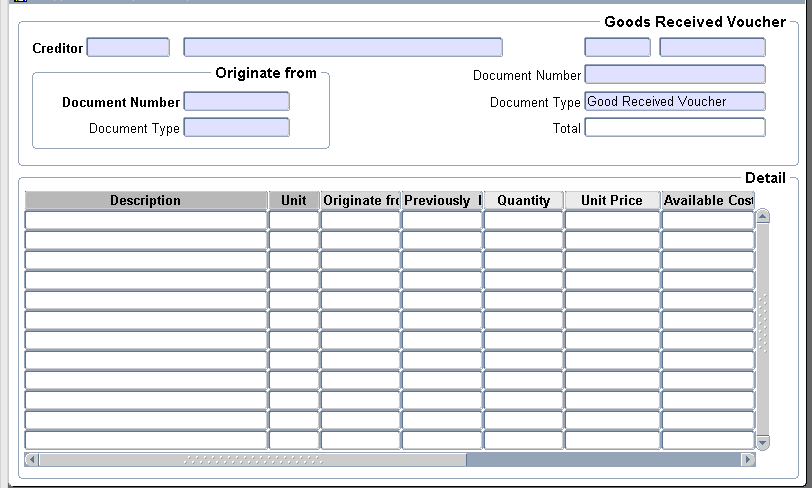 Goods Received Voucher
Creditor
Originate from
Document Number
Document Number
Document Type Good Received Voucher
Document Type
Total
Detail
Description Unit Originate fro Previously Quantity Unit Price Available Cost